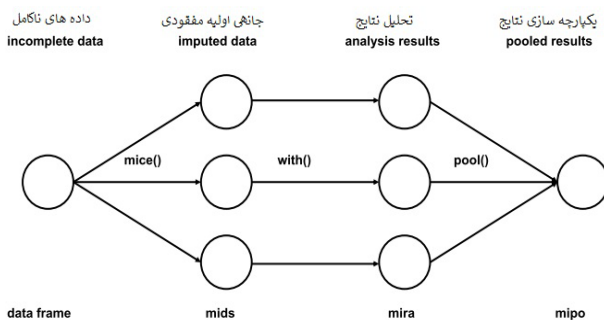 داده های ناکامل
incomplete data
جانهی اولیه مفقودی
imputed data
تحلیل نتایج
analysis results
یکپارچه سازی نتایج
pooled results
mice()
with()
pool()
data frame
mids
mira
mipo